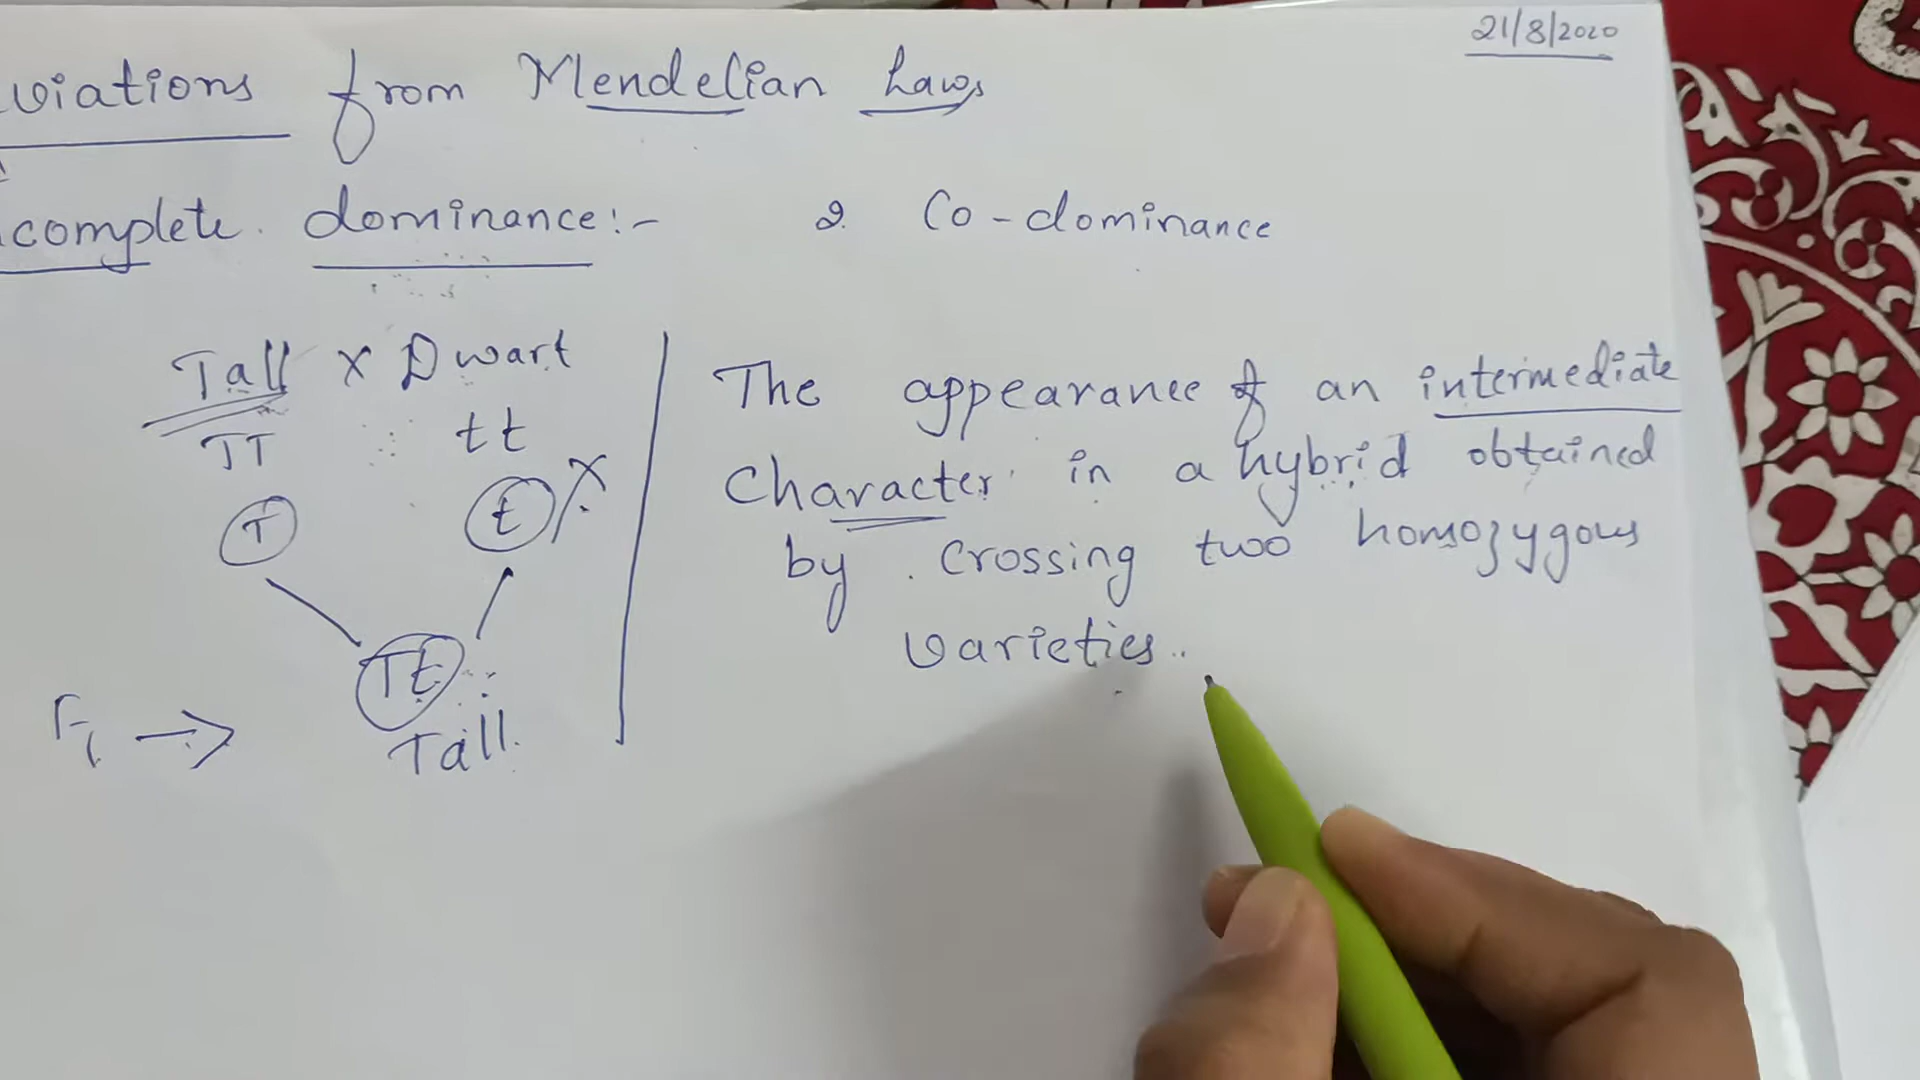 21/8/2020
viations from Mendelian Laws
complete dominance:- 2. Co-dominance
Tall x Dwart
TT tt
T t x
Tt
F1 → Tall
The appearance of an intermediate
Character in a hybrid obtained
by crossing two homozygous
varieties..